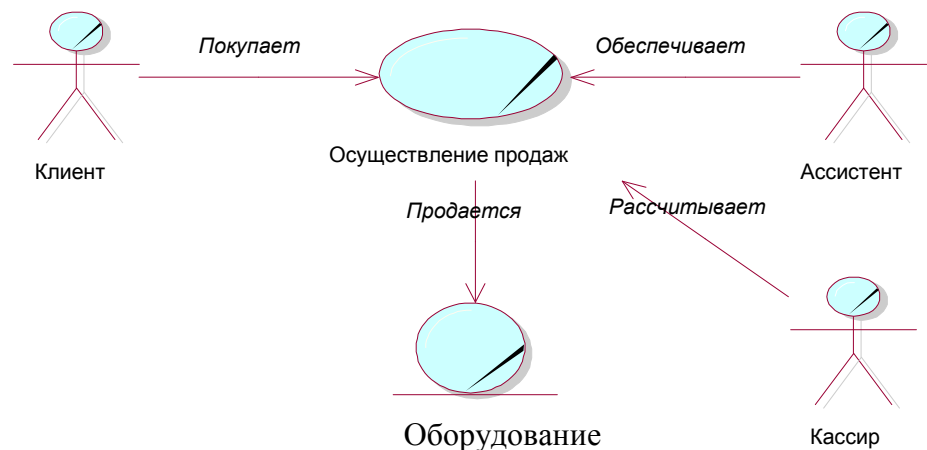 Покупает
Обеспечивает
Клиент
Осуществление продаж
Ассистент
Продается
Рассчитывает
Оборудование
Кассир